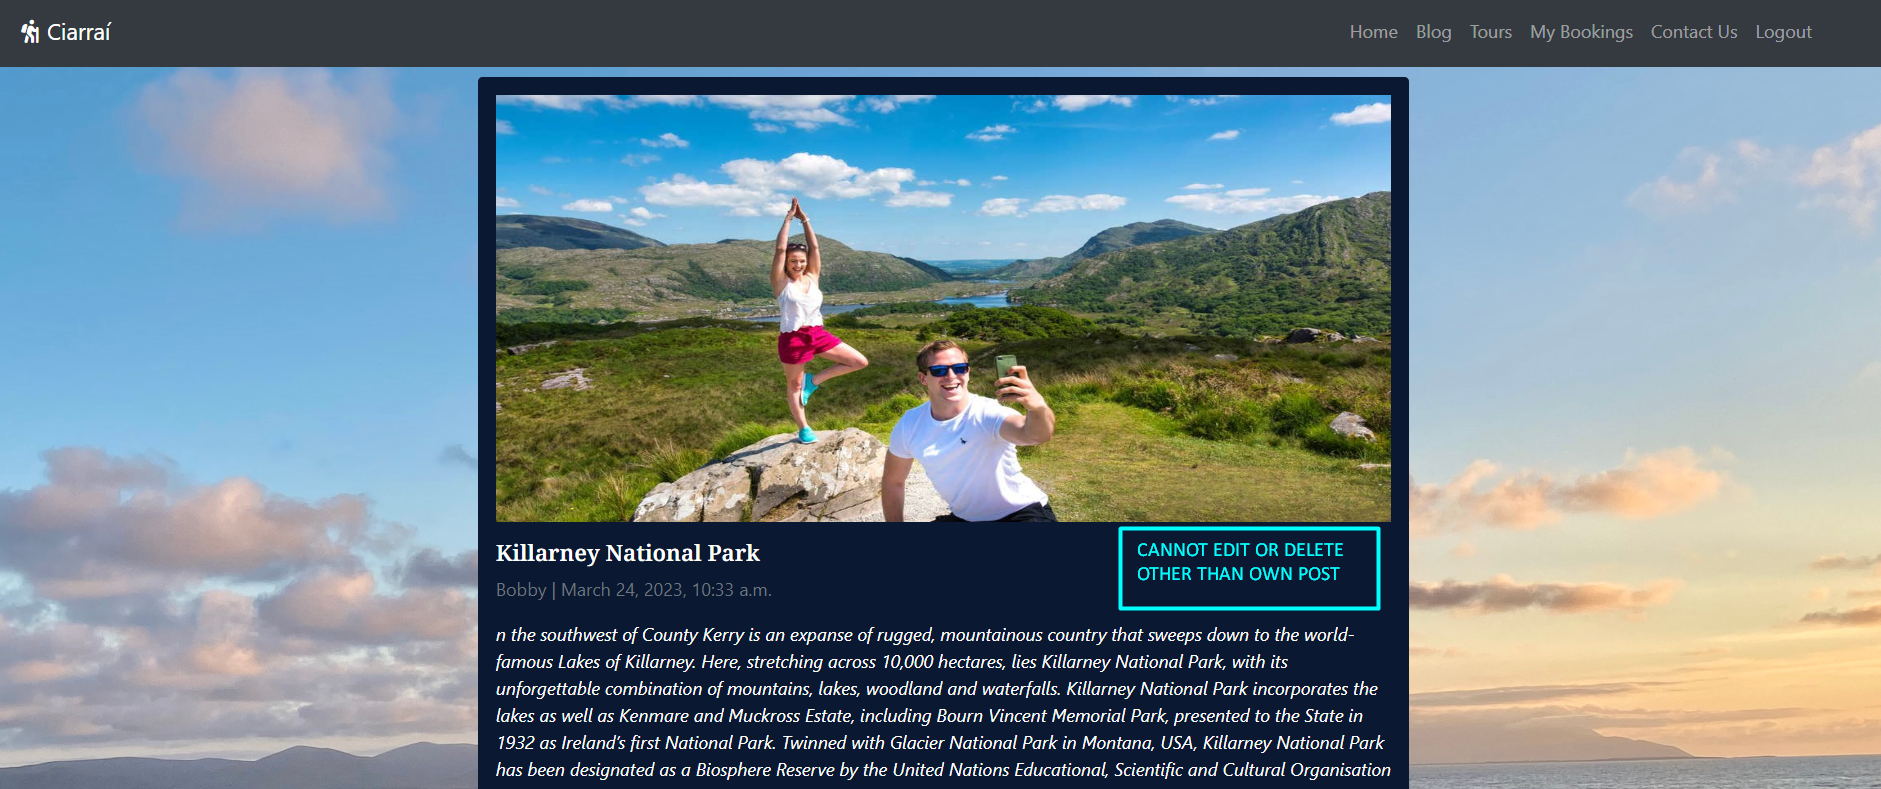 Ciarraí
Home Blog Tours My Bookings Contact Us Logout
Killarney National Park
CANNOT EDIT OR DELETE
OTHER THAN OWN POST
Bobby | March 24, 2023, 10:33 a.m.
n the southwest of County Kerry is an expanse of rugged, mountainous country that sweeps down to the world-
famous Lakes of Killarney. Here, stretching across 10,000 hectares, lies Killarney National Park, with its
unforgettable combination of mountains, lakes, woodland and waterfalls. Killarney National Park incorporates the
lakes as well as Kenmare and Muckross Estate, including Bourn Vincent Memorial Park, presented to the State in
1932 as Ireland’s first National Park. Twinned with Glacier National Park in Montana, USA, Killarney National Park
has been designated as a Biosphere Reserve by the United Nations Educational, Scientific and Cultural Organisation